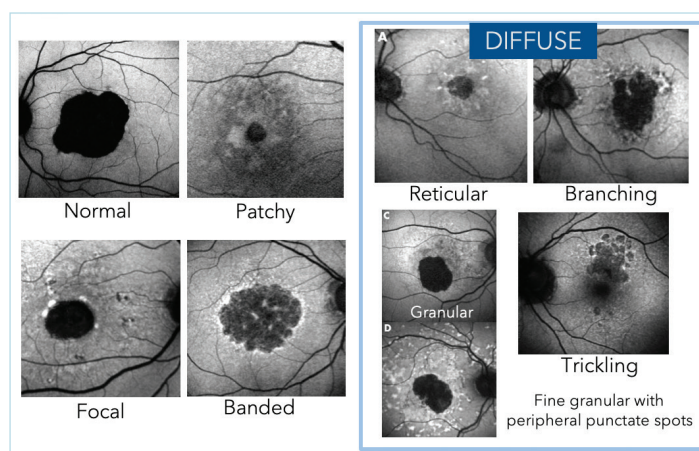 Normal
Patchy
Focal
Banded
DIFFUSE
A
Reticular
Branching
C
Granular
Trickling
D
Fine granular with
peripheral punctate spots